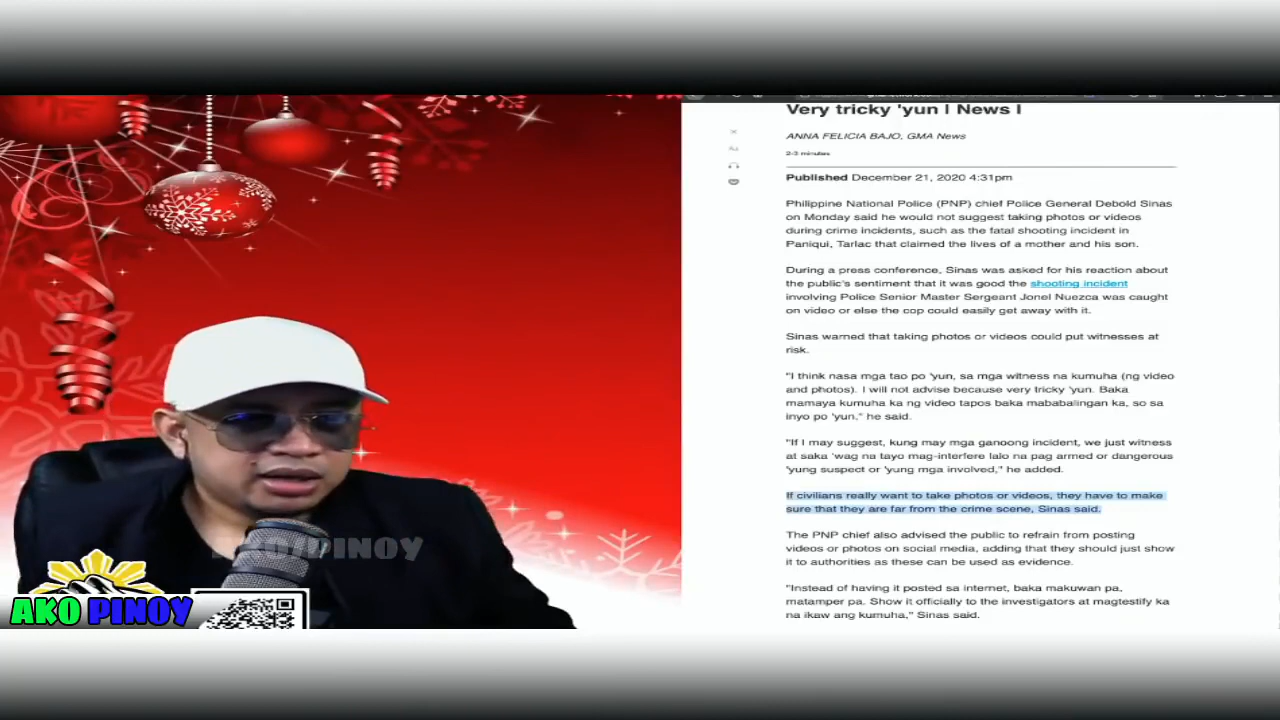 Very tricky 'yun | News |
ANNA FELICIA BAJO, GMA News
2-3 minutes
Published December 21, 2020 4:31pm
Philippine National Police (PNP) chief Police General Debold Sinas
on Monday said he would not suggest taking photos or videos
during crime incidents, such as the fatal shooting incident in
Paniqui, Tarlac that claimed the lives of a mother and his son.
During a press conference, Sinas was asked for his reaction about
the public's sentiment that it was good the shooting incident
involving Police Senior Master Sergeant Jonel Nuezca was caught
on video or else the cop could easily get away with it.
Sinas warned that taking photos or videos could put witnesses at
risk.
"I think nasa mga tao po 'yun, sa mga witness na kumuha (ng video
and photos). I will not advise because very tricky 'yun. Baka
mamaya kumuha ka ng video tapos baka mababalingan ka, so sa
inyo po 'yun," he said.
"If I may suggest, kung may mga ganoong incident, we just witness
at saka 'wag na tayo mag-interfere lalo na pag armed or dangerous
'yung suspect or 'yung mga involved," he added.
If civilians really want to take photos or videos, they have to make
sure that they are far from the crime scene, Sinas said.
The PNP chief also advised the public to refrain from posting
videos or photos on social media, adding that they should just show
it to authorities as these can be used as evidence.
"Instead of having it posted sa internet, baka makuwan pa,
matamper pa. Show it officially to the investigators at magtestify ka
na ikaw ang kumuha," Sinas said.
PINOY
AKO PINOY